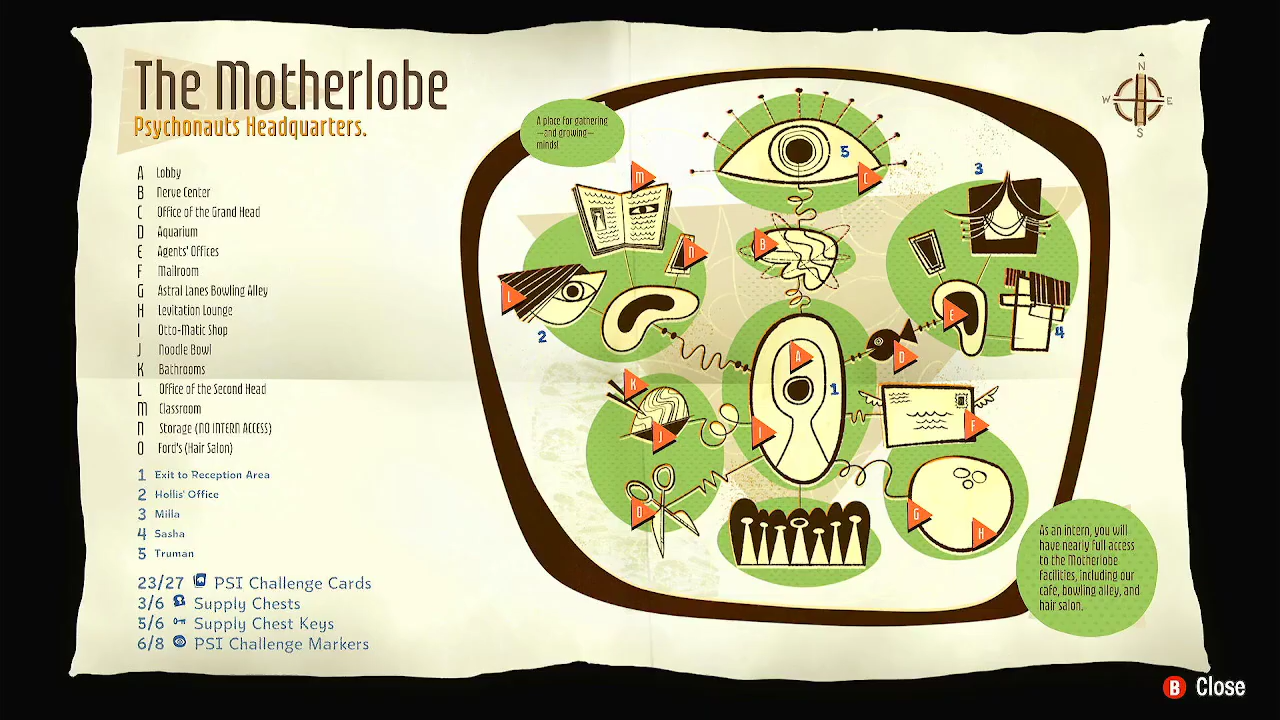 The Motherlobe
Psychonauts Headquarters.
A Lobby
B Nerve Center
C Office of the Grand Head
D Aquarium
E Agents' Offices
F Mailroom
G Astral Lanes Bowling Alley
H Levitation Lounge
I Otto-Matic Shop
J Noodle Bowl
K Bathrooms
L Office of the Second Head
M Classroom
N Storage (NO INTERN ACCESS)
O Ford's (Hair Salon)
1 Exit to Reception Area
2 Hollis' Office
3 Milla
4 Sasha
5 Truman
23/27 PSI Challenge Cards
3/6 Supply Chests
5/6 Supply Chest Keys
6/8 PSI Challenge Markers
A place for gathering
—and growing—
minds!
N
W E
S
5
C
M
3
B
N
L
E
2
4
A
D
K
1
J
I
F
O
G
H
As an intern, you will
have nearly full access
to the Motherlobe
facilities, including our
cafe, bowling alley, and
hair salon.
B Close